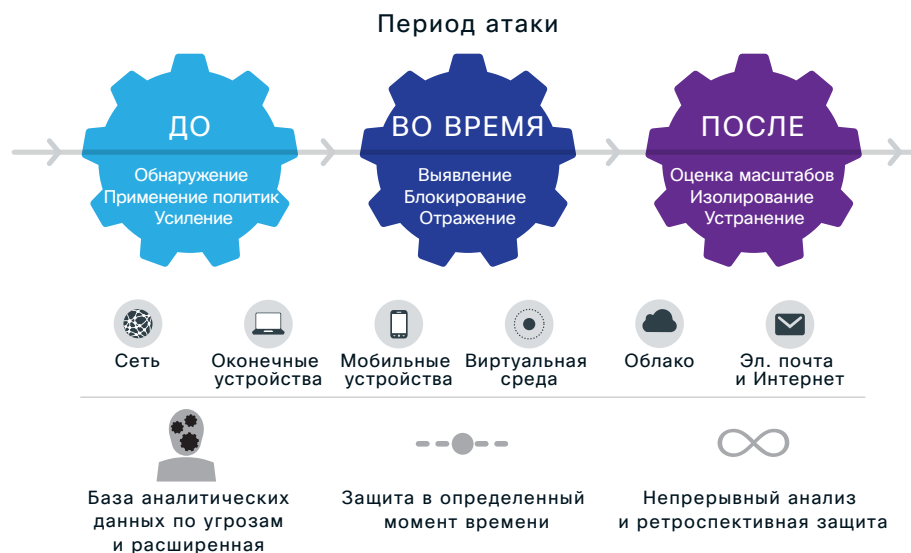 Период атаки
ДО
Обнаружение
Применение политик
Усиление
ВО ВРЕМЯ
Выявление
Блокирование
Отражение
ПОСЛЕ
Оценка масштабов
Изолирование
Устранение
Сеть
Оконечные
устройства
Мобильные
устройства
Виртуальная
среда
Облако
Эл. почта
и Интернет
База аналитических
данных по угрозам
и расширенная
Защита в определенный
момент времени
Непрерывный анализ
и ретроспективная защита